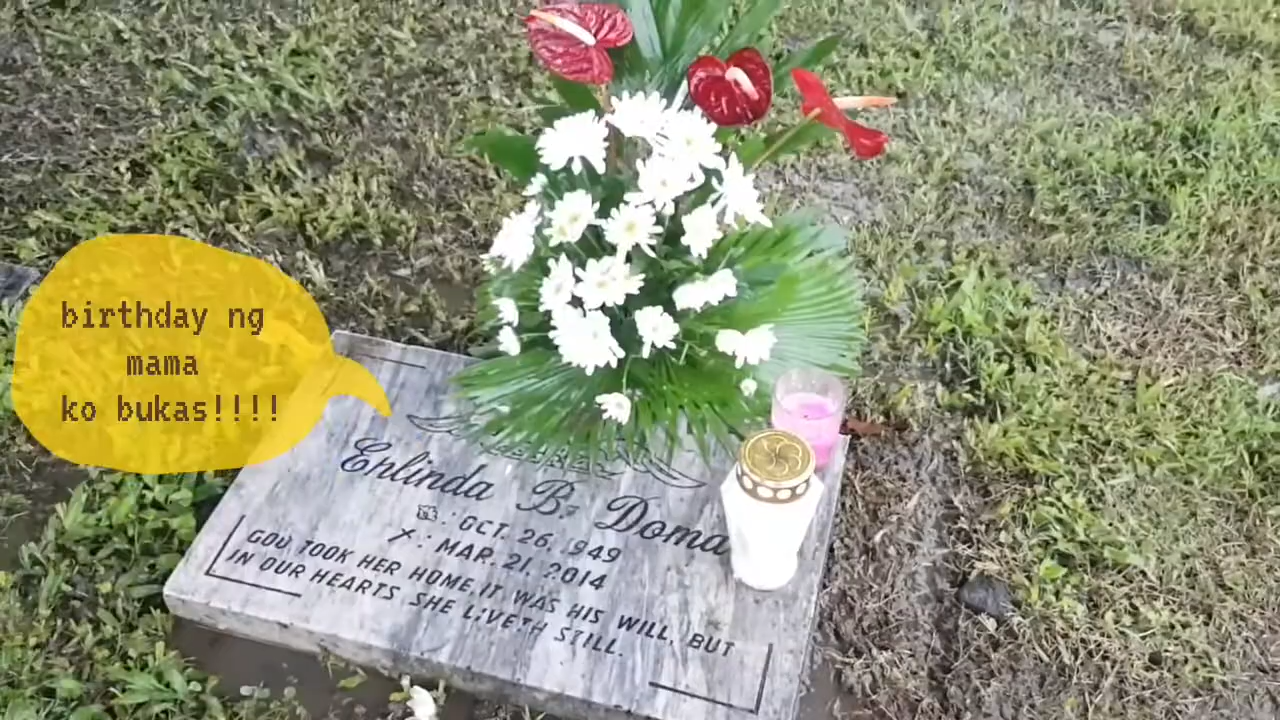 birthday ng
mama
ko bukas!!!!
Erlinda B. Doma
: OCT. 26, 1949
: MAR. 21, 2014
GOD TOOK HER HOME, IT WAS HIS WILL, BUT
IN OUR HEARTS SHE LIVETH STILL.